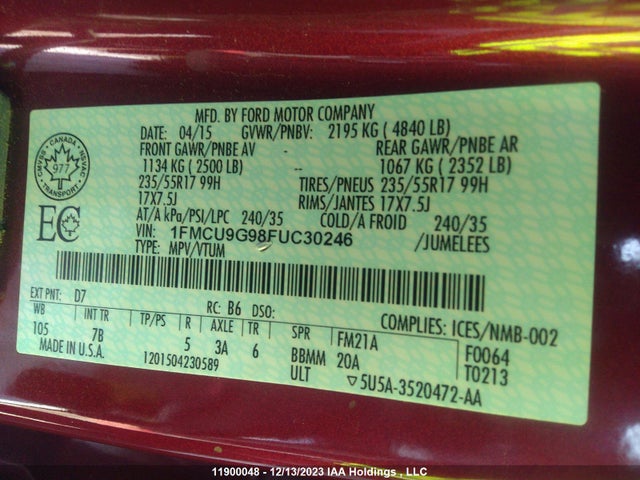 MFD. BY FORD MOTOR COMPANY
DATE: 04/15 GVWR/PNBV: 2195 KG ( 4840 LB)
FRONT GAWR/PNBE AV - REAR GAWR/PNBE AR
1134 KG ( 2500 LB) -- 1067 KG ( 2352 LB)
235/55R17 99H TIRES/PNEUS 235/55R17 99H
17X7.5J RIMS/JANTES 17X7.5J
AT/A kPa/PSI/LPC 240/35 COLD/A FROID 240/35
VIN: 1FMCU9G98FUC30246 /JUMELEES
TYPE: MPV/VTUM
CANADA
CMVSS NSVAC
977
TRANSPORT
EC
EXT PNT: D7 RC: B6 DSO: COMPLIES: ICES/NMB-002
WB INT TR TP/PS R AXLE TR SPR FM21A F0064
105 7B 5 3A 6 BBMM 20A T0213
MADE IN U.S.A. 1201504230589 ULT ▽5U5A-3520472-AA
11900048 - 12/13/2023 IAA Holdings , LLC